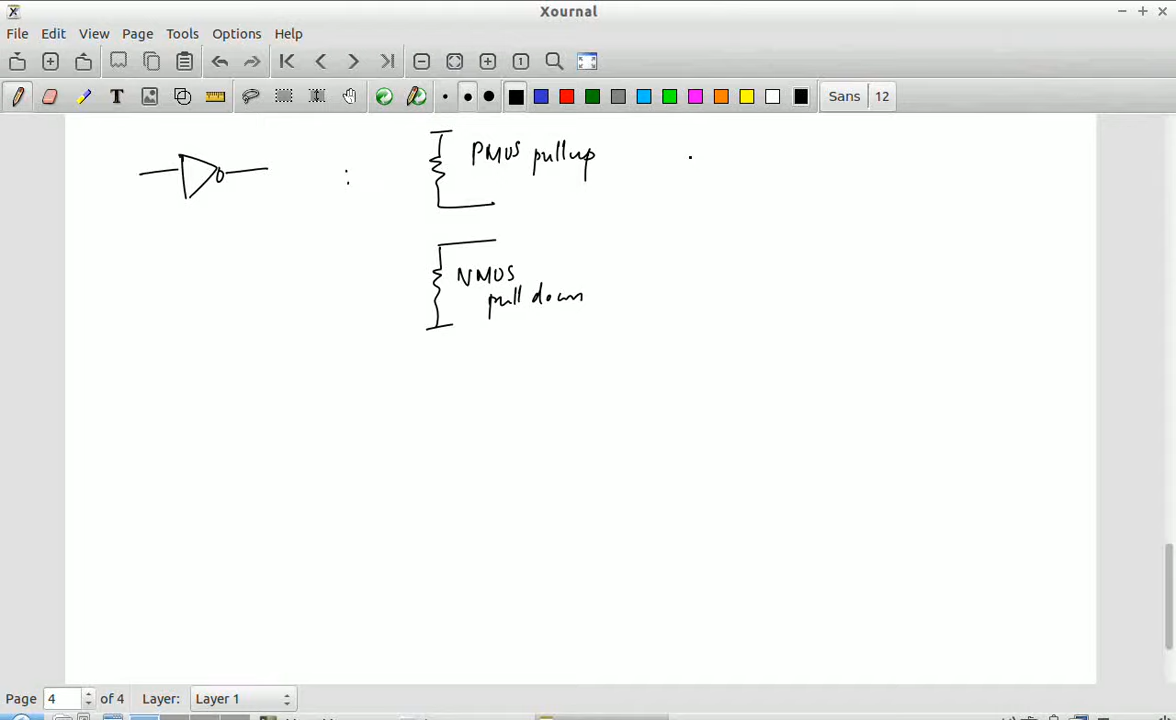 Xournal
File Edit View Page Tools Options Help
T Sans 12
PMOS pullup
:
NMOS
pull down
Page 4 of 4 Layer: Layer 1